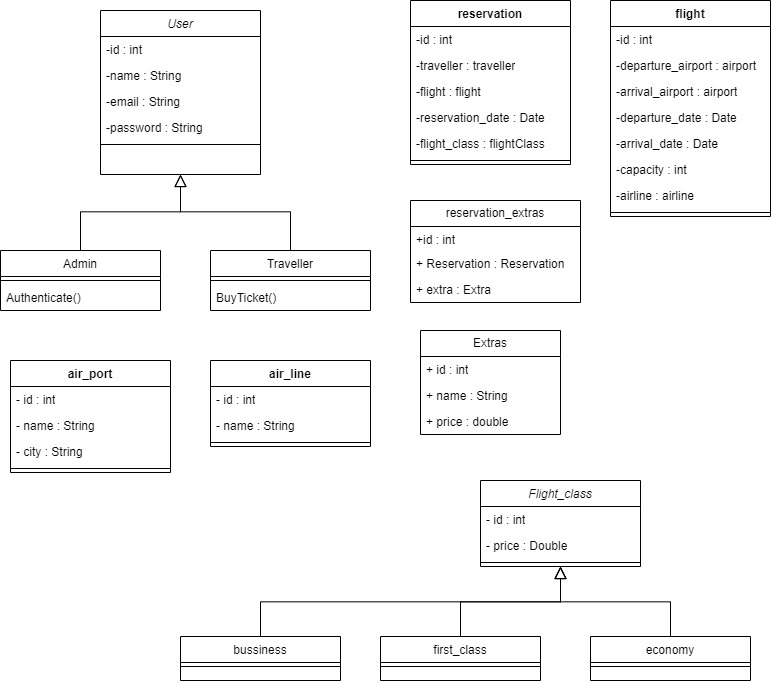 User
-id : int
-name : String
-email : String
-password : String
Admin
Authenticate()
Traveller
BuyTicket()
reservation
-id : int
-traveller : traveller
-flight : flight
-reservation_date : Date
-flight_class : flightClass
flight
-id : int
-departure_airport : airport
-arrival_airport : airport
-departure_date : Date
-arrival_date : Date
-capacity : int
-airline : airline
reservation_extras
+id : int
+ Reservation : Reservation
+ extra : Extra
Extras
+ id : int
+ name : String
+ price : double
air_port
- id : int
- name : String
- city : String
air_line
- id : int
- name : String
Flight_class
- id : int
- price : Double
bussiness
first_class
economy